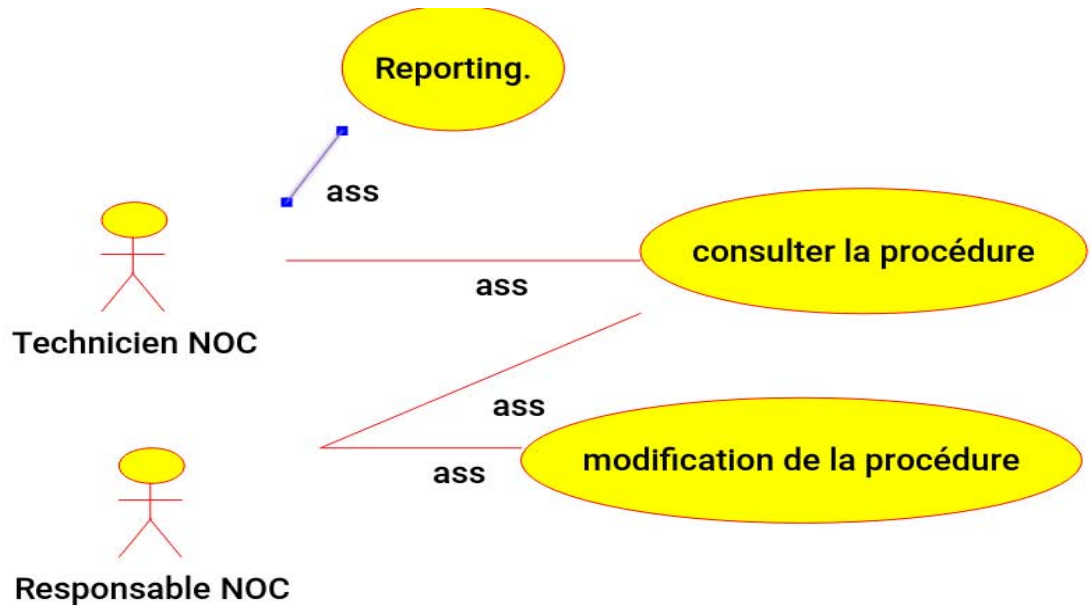 Reporting.
ass
consulter la procédure
ass
Technicien NOC
ass
modification de la procédure
ass
Responsable NOC